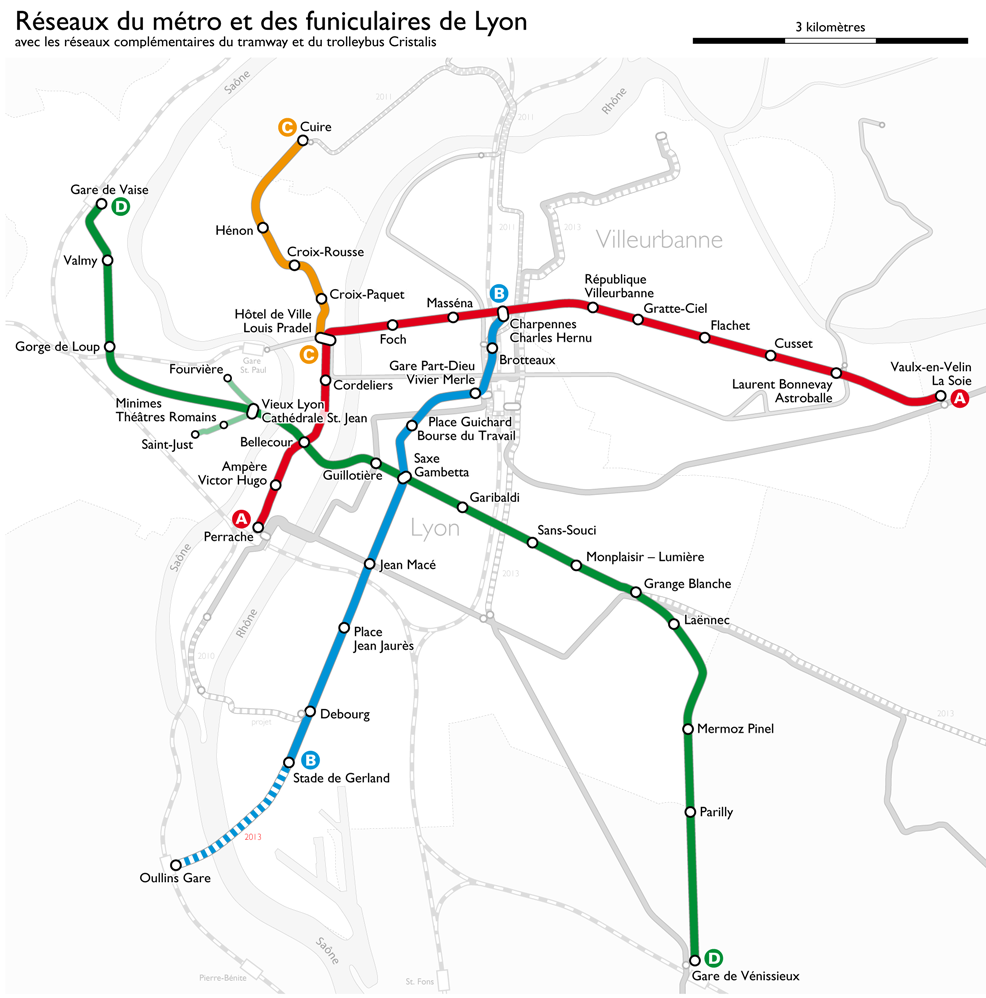 Réseaux du métro et des funiculaires de Lyon
avec les réseaux complémentaires du tramway et du trolleybus Cristalis
3 kilomètres
Saône
2011
Rhône
2011
C
Cuire
Gare de Vaise
D
Hénon
2011
2013
Villeurbanne
Croix-Rousse
Valmy
Croix-Paquet
B
République
Villeurbanne
Masséna
Gratte-Ciel
Hôtel de Ville
Louis Pradel
Foch
Charpennes
Charles Hernu
Flachet
Cusset
Gorge de Loup
C
Gare
St. Paul
Brotteaux
Fourvière
Gare Part-Dieu
Vivier Merle
Cordeliers
Laurent Bonnevay
Astroballe
Vaulx-en-Velin
La Soie
A
Minimes
Théâtres Romains
Vieux Lyon
Cathédrale St. Jean
Saint-Just
Bellecour
Place Guichard
Bourse du Travail
Saxe
Gambetta
Ampère
Victor Hugo
Guillotière
Garibaldi
A
Perrache
Lyon
Sans-Souci
Saône
Monplaisir – Lumière
Jean Macé
2013
Grange Blanche
Rhône
Laënnec
Place
Jean Jaurès
2010
Debourg
projet
2013
Mermoz Pinel
B
Stade de Gerland
Parilly
2013
Oullins Gare
Saône
D
Gare de Vénissieux
Pierre-Bénite
St. Fons